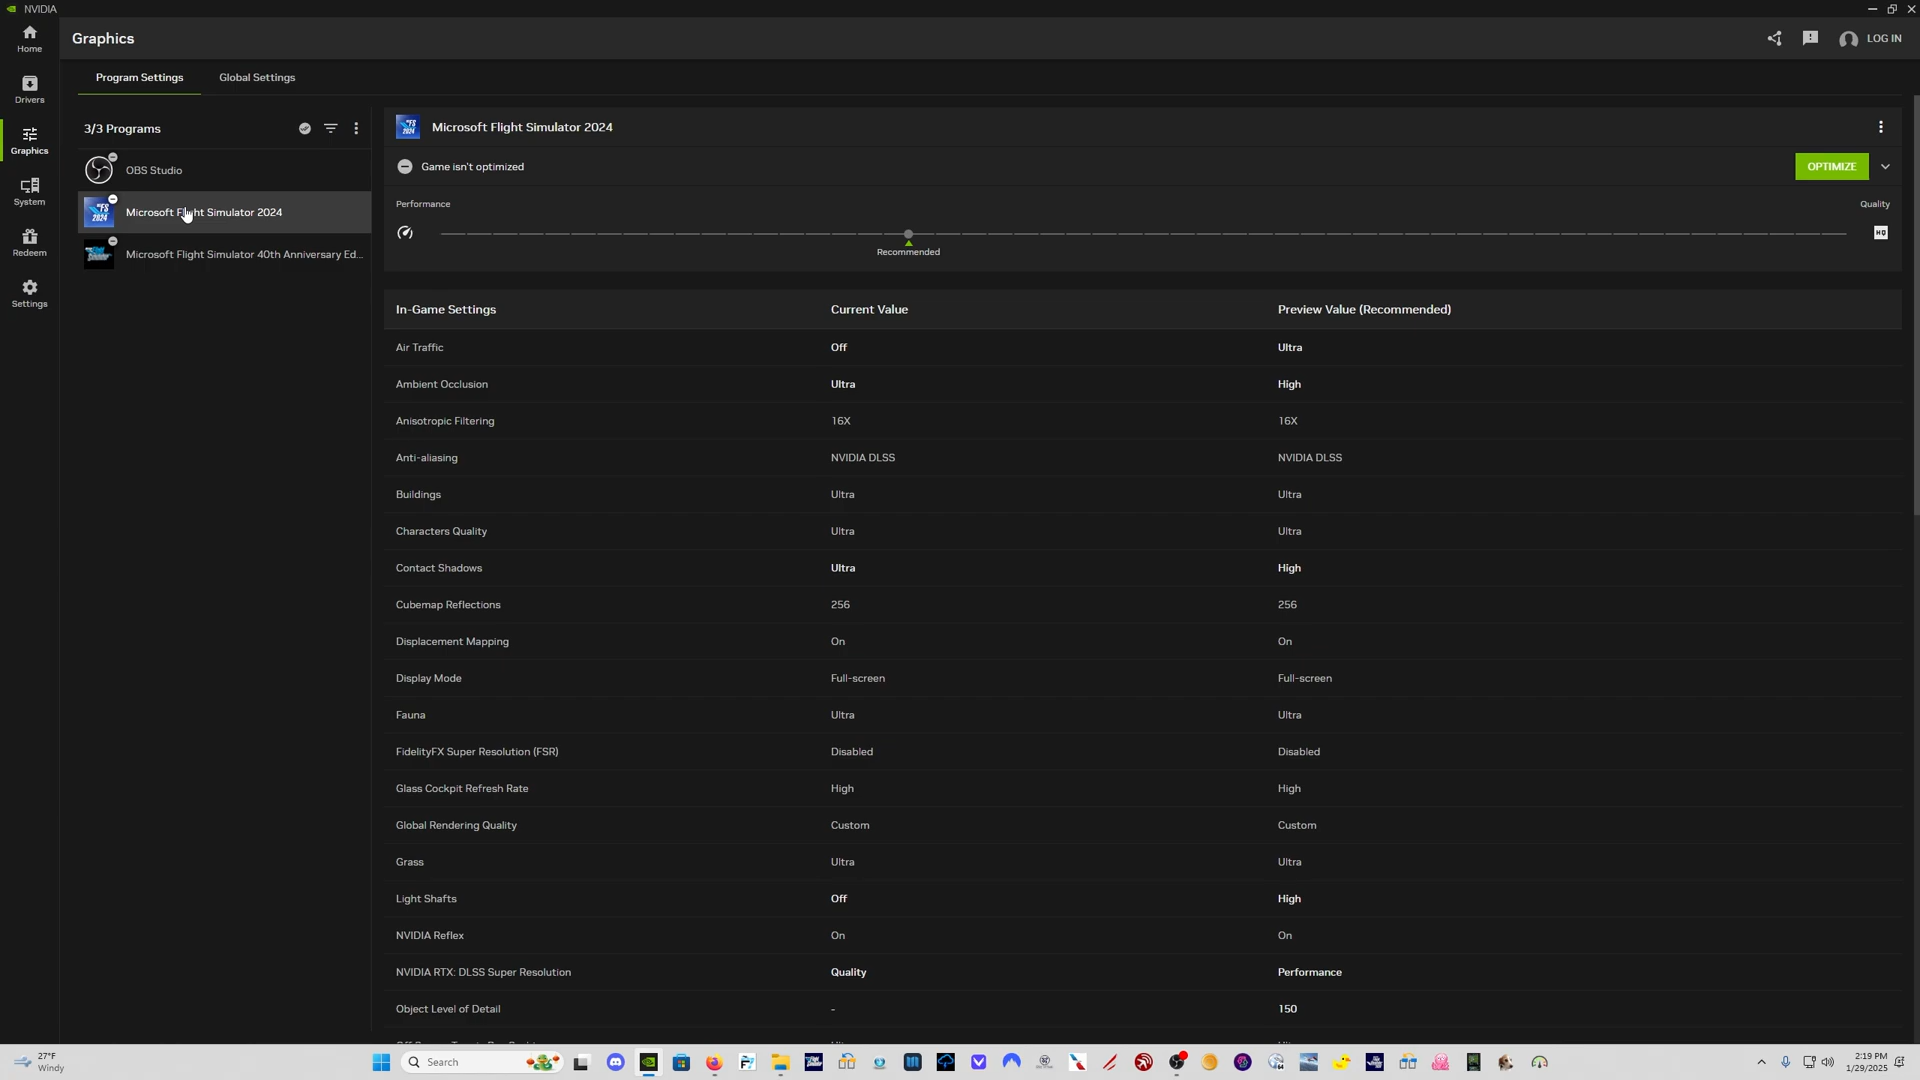 NVIDIA
Home
Graphics
LOG IN
Program Settings
Global Settings
Drivers
Graphics
System
Redeem
Settings
3/3 Programs
OBS Studio
Microsoft Flight Simulator 2024
Microsoft Flight Simulator 40th Anniversary Ed...
Microsoft Flight Simulator 2024
Game isn't optimized
OPTIMIZE
Performance
Quality
HQ
Recommended
In-Game Settings Current Value Preview Value (Recommended)
Air Traffic Off Ultra
Ambient Occlusion Ultra High
Anisotropic Filtering 16X 16X
Anti-aliasing NVIDIA DLSS NVIDIA DLSS
Buildings Ultra Ultra
Characters Quality Ultra Ultra
Contact Shadows Ultra High
Cubemap Reflections 256 256
Displacement Mapping On On
Display Mode Full-screen Full-screen
Fauna Ultra Ultra
FidelityFX Super Resolution (FSR) Disabled Disabled
Glass Cockpit Refresh Rate High High
Global Rendering Quality Custom Custom
Grass Ultra Ultra
Light Shafts Off High
NVIDIA Reflex On On
NVIDIA RTX: DLSS Super Resolution Quality Performance
Object Level of Detail - 150
27°F
Windy
Search
2:19 PM
1/29/2025